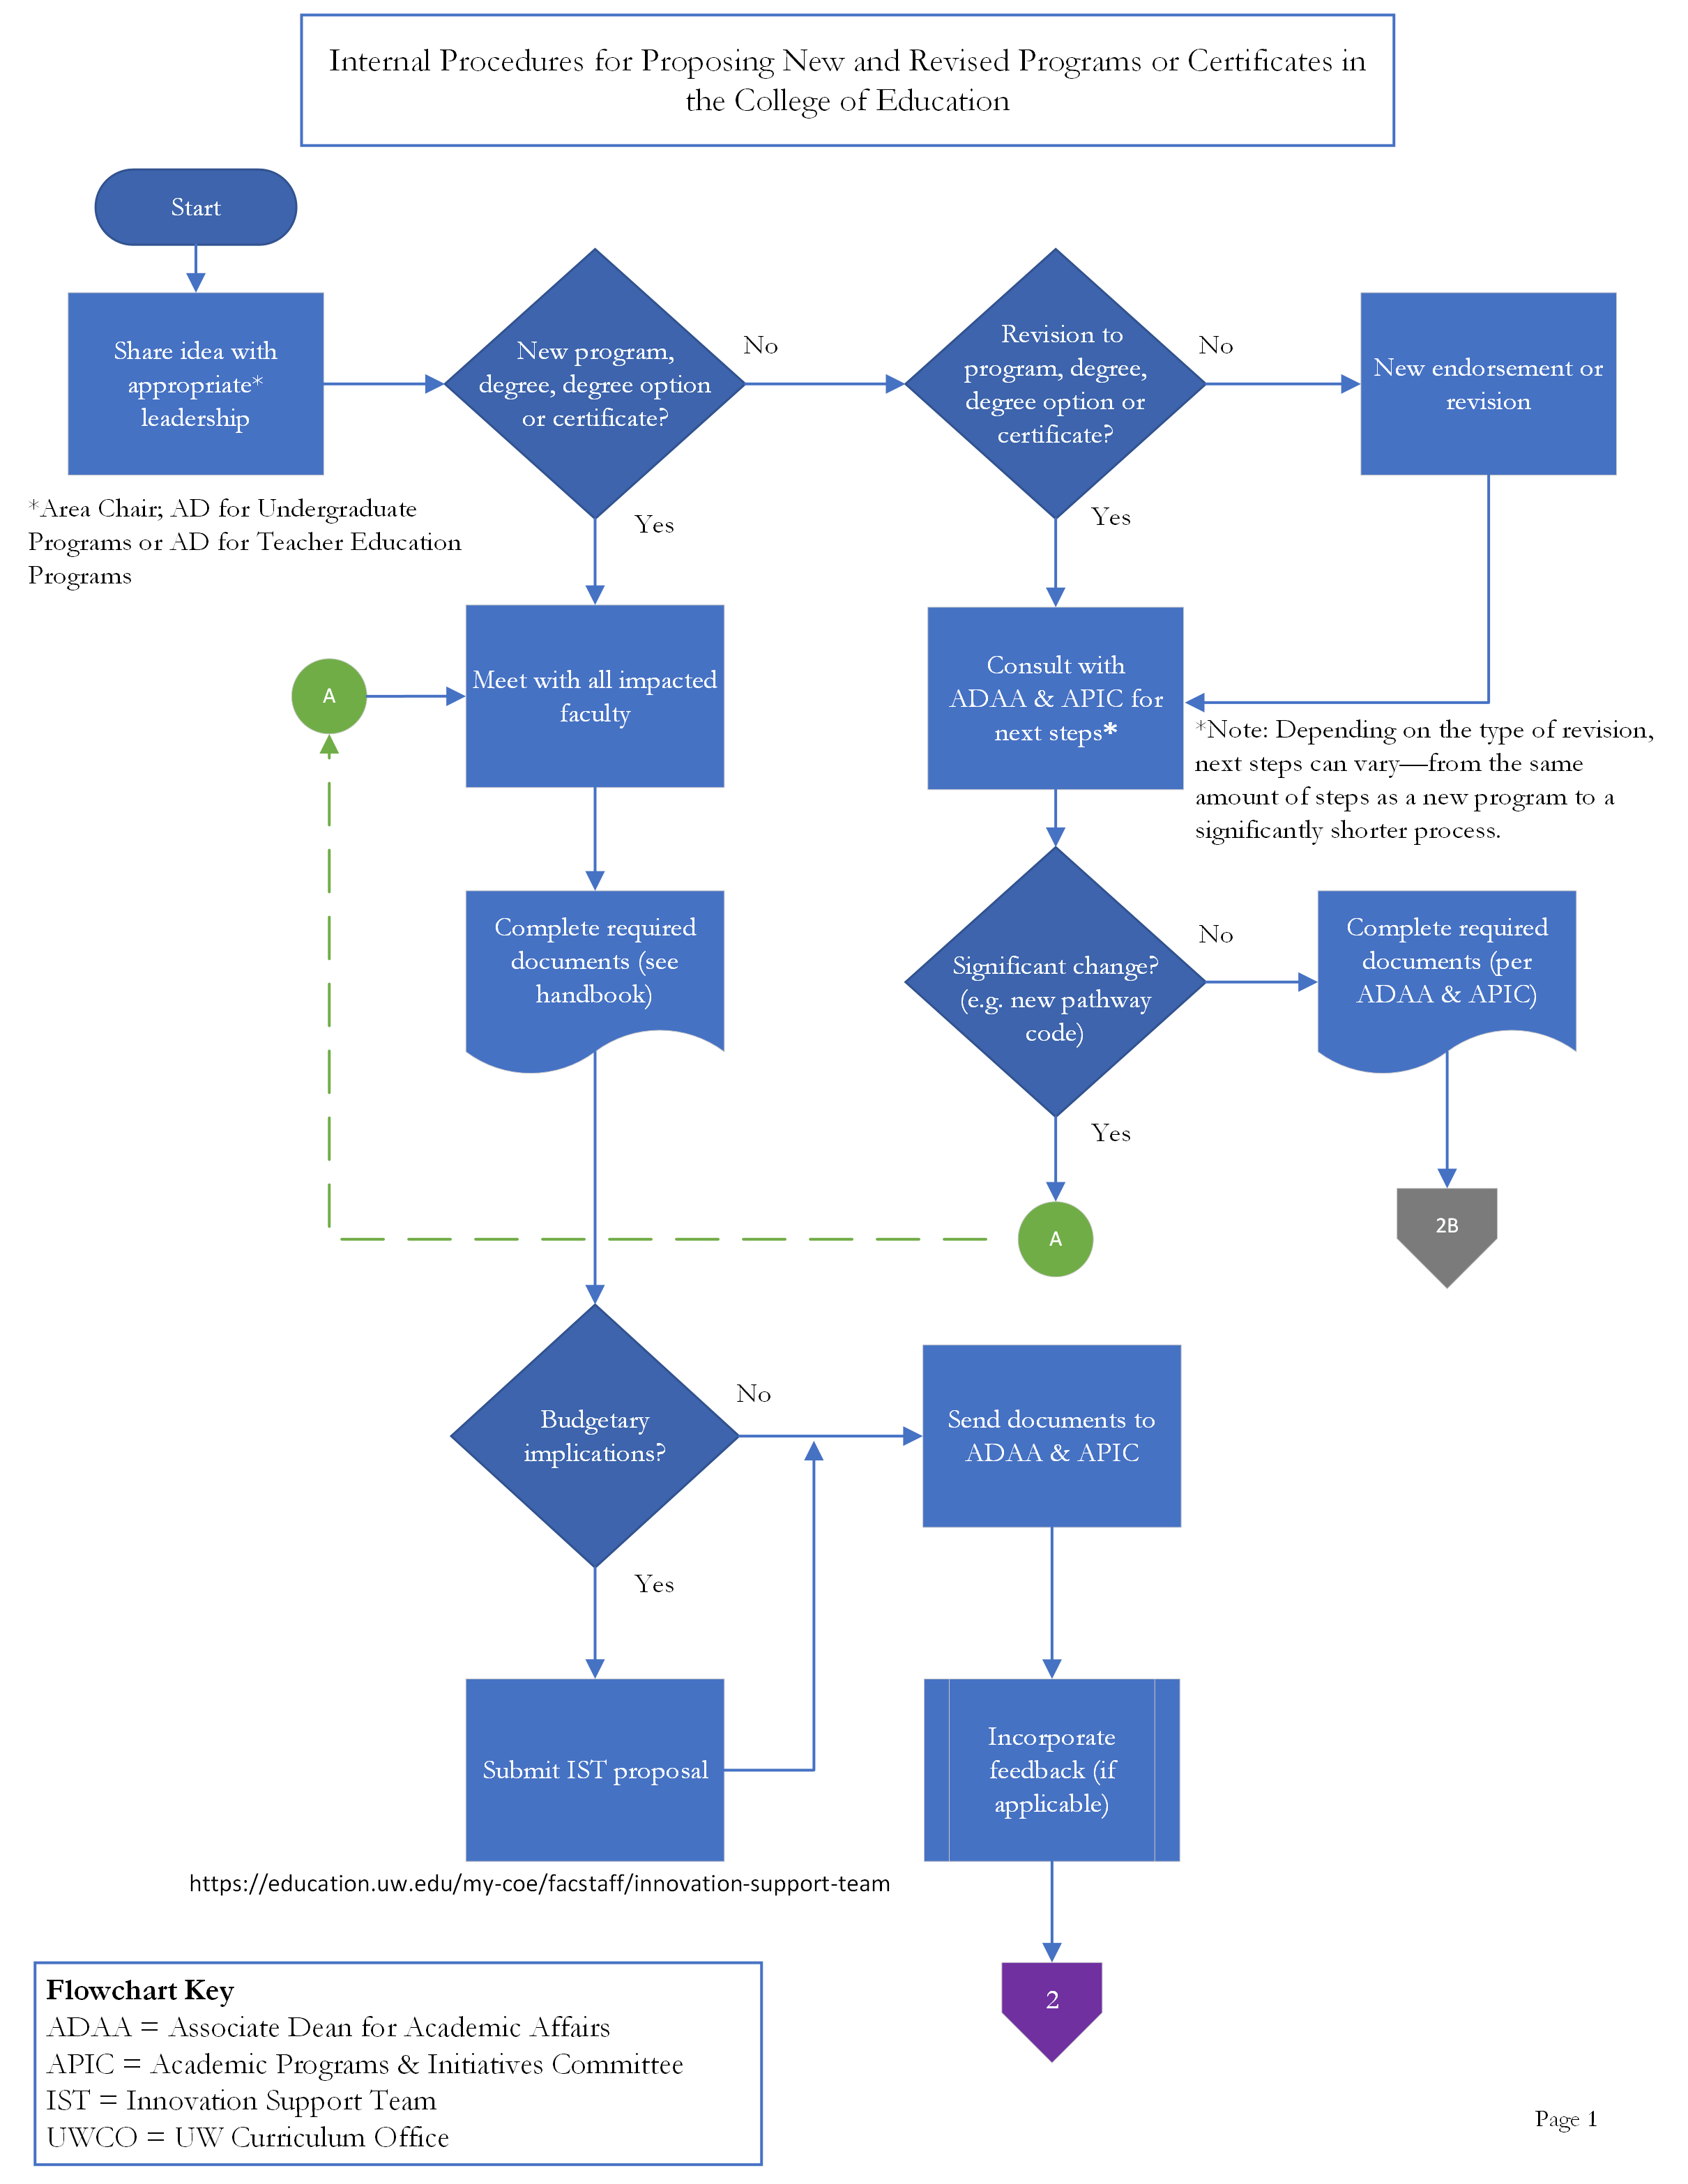 Internal Procedures for Proposing New and Revised Programs or Certificates in
the College of Education
Start
Share idea with
appropriate*
leadership
*Area Chair; AD for Undergraduate
Programs or AD for Teacher Education
Programs
New program,
degree, degree option
or certificate?
No
Yes
Revision to
program, degree,
degree option or
certificate?
No
Yes
New endorsement or
revision
A
Meet with all impacted
faculty
Consult with
ADAA & APIC for
next steps*
*Note: Depending on the type of revision,
next steps can vary—from the same
amount of steps as a new program to a
significantly shorter process.
Complete required
documents (see
handbook)
Significant change?
(e.g. new pathway
code)
No
Yes
Complete required
documents (per
ADAA & APIC)
A
2B
Budgetary
implications?
No
Yes
Send documents to
ADAA & APIC
Submit IST proposal
https://education.uw.edu/my-coe/facstaff/innovation-support-team
Incorporate
feedback (if
applicable)
2
Flowchart Key
ADAA = Associate Dean for Academic Affairs
APIC = Academic Programs & Initiatives Committee
IST = Innovation Support Team
UWCO = UW Curriculum Office
Page 1